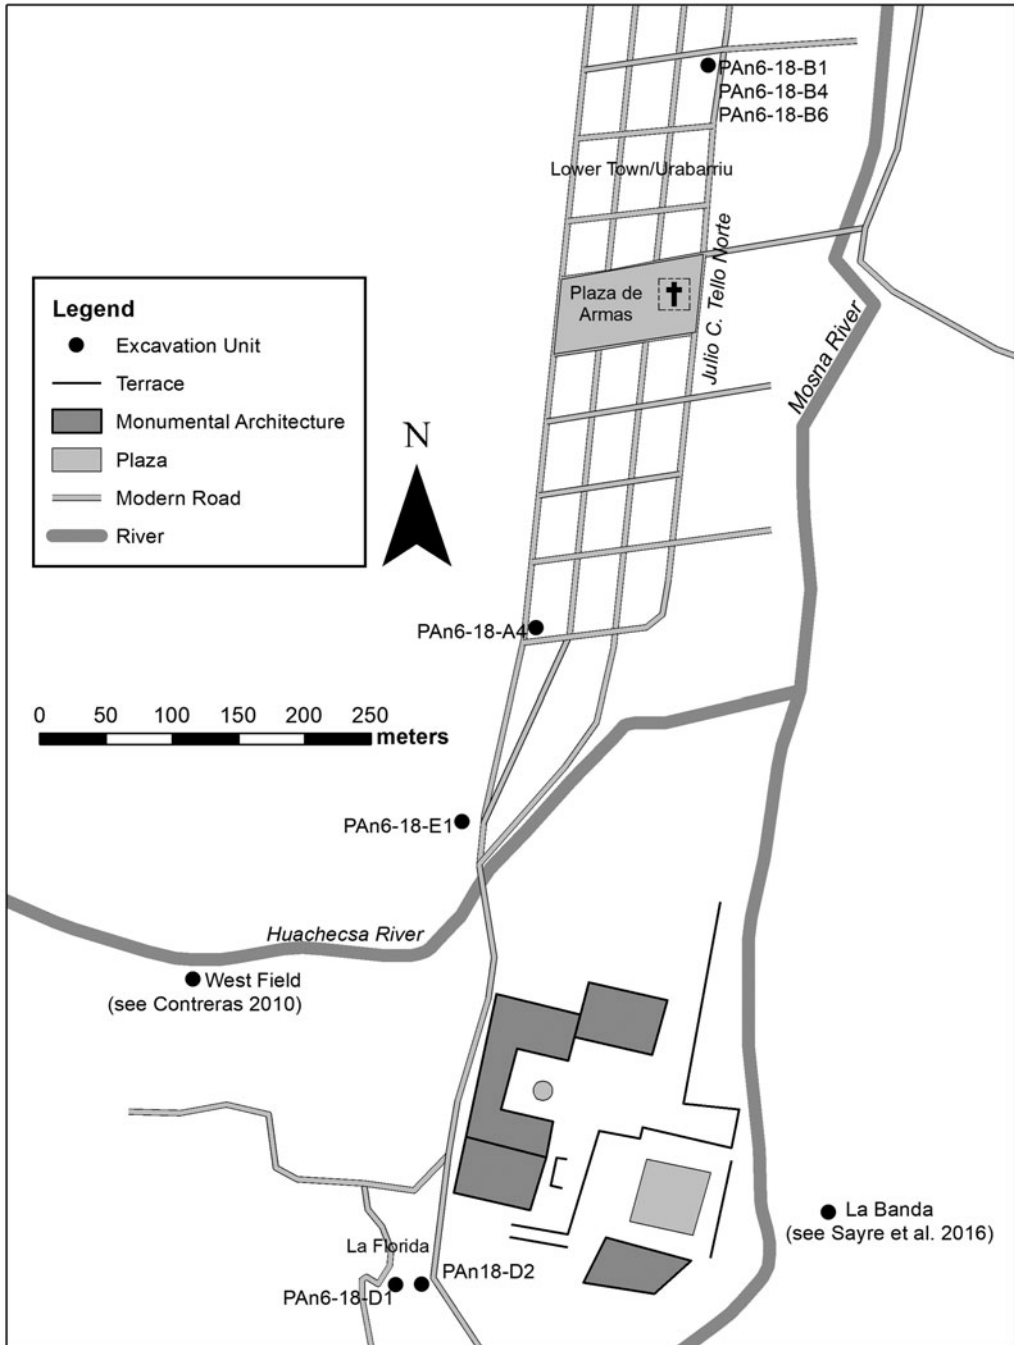 PAn6-18-B1
PAn6-18-B4
PAn6-18-B6
Lower Town/Urabarriu
Julio C. Tello Norte
Plaza de
Armas
Mosna River
Legend
Excavation Unit
Terrace
Monumental Architecture
Plaza
Modern Road
River
N
PAn6-18-A4
0 50 100 150 200 250
meters
PAn6-18-E1
Huachecsa River
West Field
(see Contreras 2010)
La Banda
(see Sayre et al. 2016)
La Florida
PAn18-D2
PAn6-18-D1